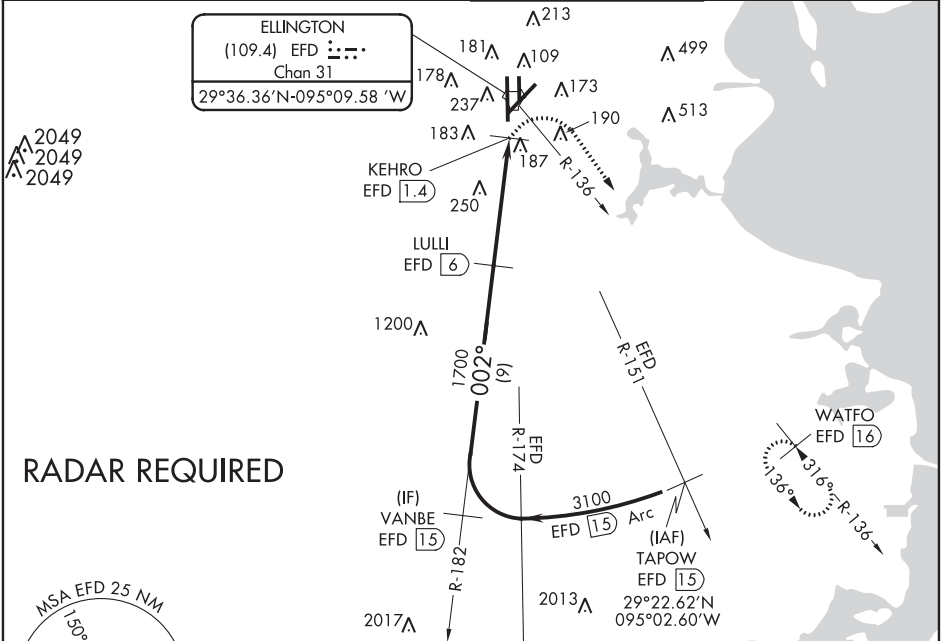 ELLINGTON
(109.4) EFD
Chan 31
29°36.36'N-095°09.58 'W
213
181
109
499
178
237
173
513
183
190
187
KEHRO
EFD 1.4
R-136
250
2049
2049
2049
LULLI
EFD 6
1200
1700
002°
(9)
EFD
R-151
EFD
R-174
WATFO
EFD 16
316°
R-136
136°
RADAR REQUIRED
(IF)
VANBE
EFD 15
3100
EFD 15 Arc
(IAF)
TAPOW
EFD 15
29°22.62'N
095°02.60'W
R-182
MSA EFD 25 NM
150°
2017
2013